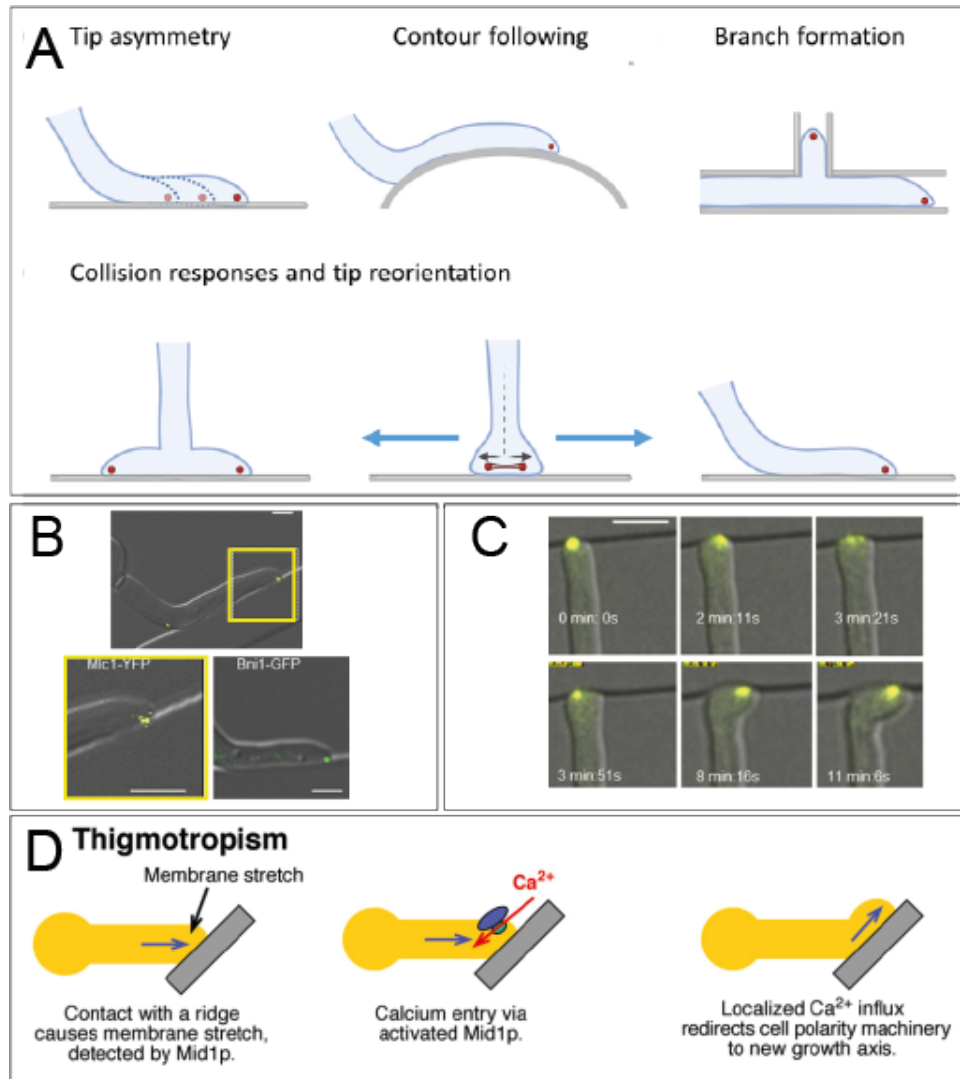 A
Tip asymmetry
Contour following
Branch formation
Collision responses and tip reorientation
B
Mlc1-YFP
Bni1-GFP
C
0 min: 0s
2 min:11s
3 min:21s
3 min:51s
8 min:16s
11 min:6s
D
Thigmotropism
Membrane stretch
Ca²⁺
Contact with a ridge
causes membrane stretch,
detected by Mid1p.
Calcium entry via
activated Mid1p.
Localized Ca²⁺ influx
redirects cell polarity machinery
to new growth axis.